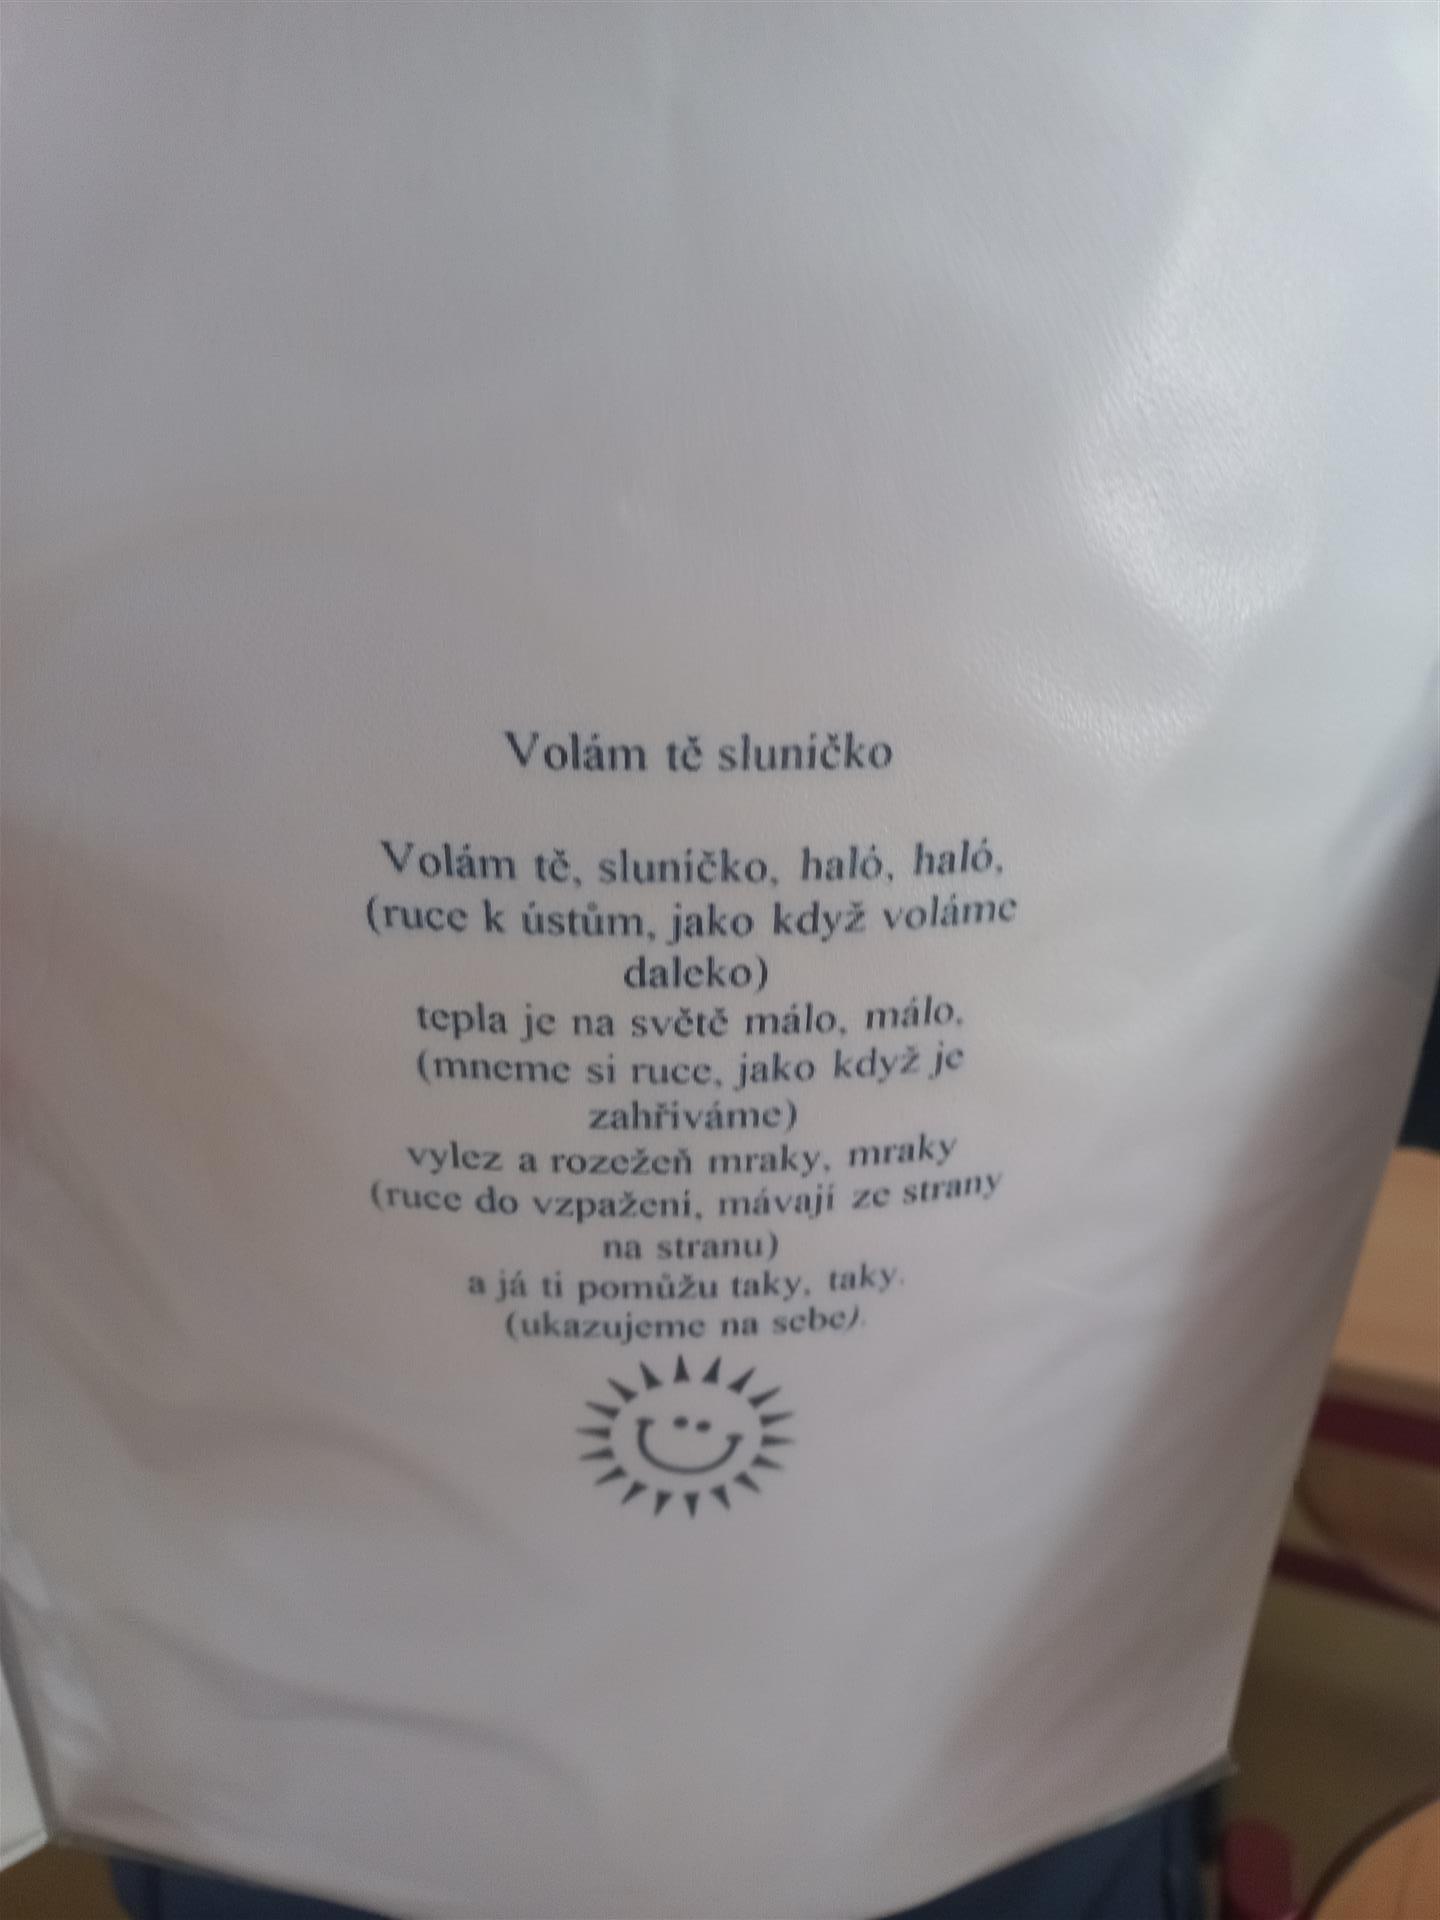 Volám tě sluníčko
Volám tě, sluníčko, haló, haló,
(ruce k ústům, jako když voláme
daleko)
tepla je na světě málo, málo,
(mneme si ruce, jako když je
zahříváme)
vylez a rozežeň mraky, mraky
(ruce do vzpažení, mávají ze strany
na stranu)
a já ti pomůžu taky, taky.
(ukazujeme na sebe).